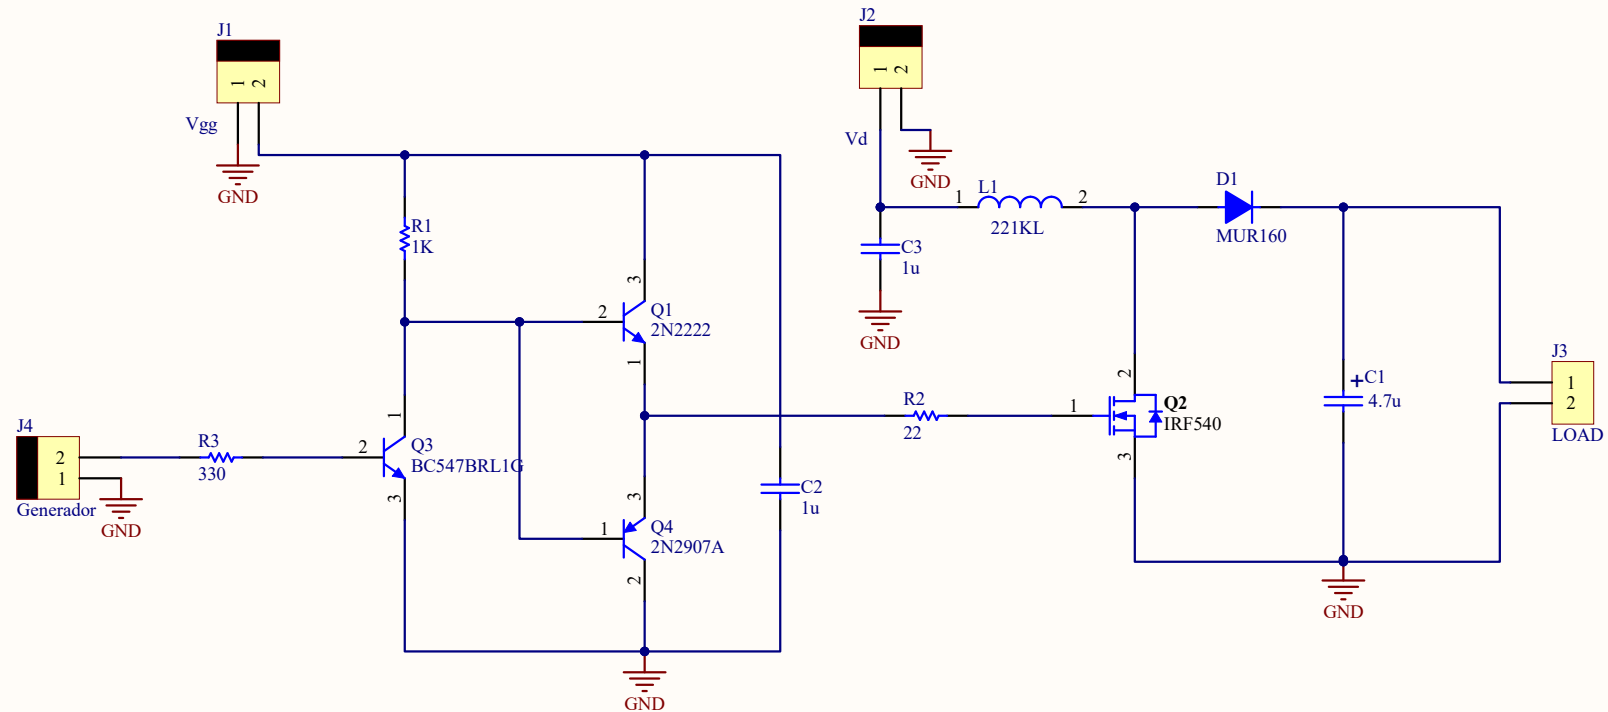 J1
1 2
Vgg
GND
R1
1K
3
2
Q1
2N2222
1
J4
2
1
Generador
GND
R3
330
1
2
Q3
BC547BRL1G
3
3
1
Q4
2N2907A
2
GND
C2
1u
J2
1 2
Vd
GND
C3
1u
GND
1
L1
2
221KL
D1
MUR160
R2
22
2
1
Q2
IRF540
3
+
C1
4.7u
GND
J3
1
2
LOAD